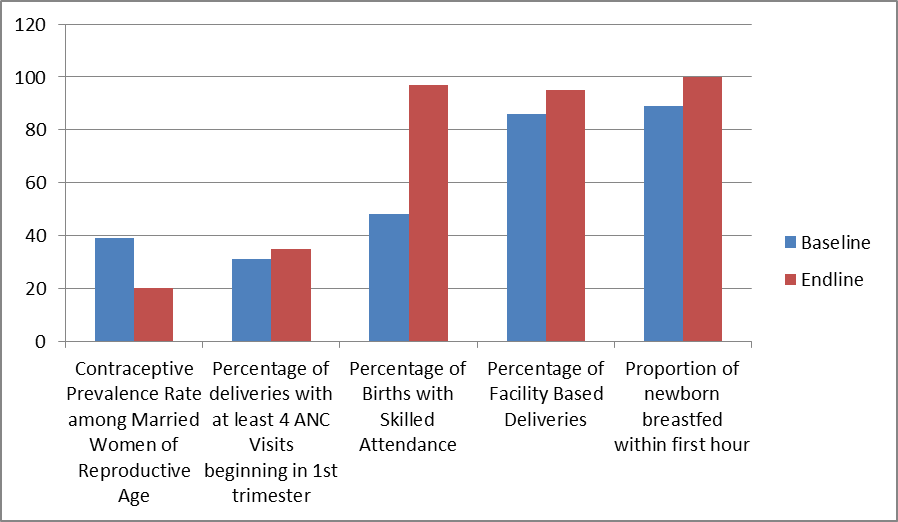 120
100
80
60
40
20
0
Baseline
Endline
Contraceptive
Prevalence Rate
among Married
Women of
Reproductive
Age
Percentage of
deliveries with
at least 4 ANC
Visits
beginning in 1st
trimester
Percentage of
Births with
Skilled
Attendance
Percentage of
Facility Based
Deliveries
Proportion of
newborn
breastfed
within first hour